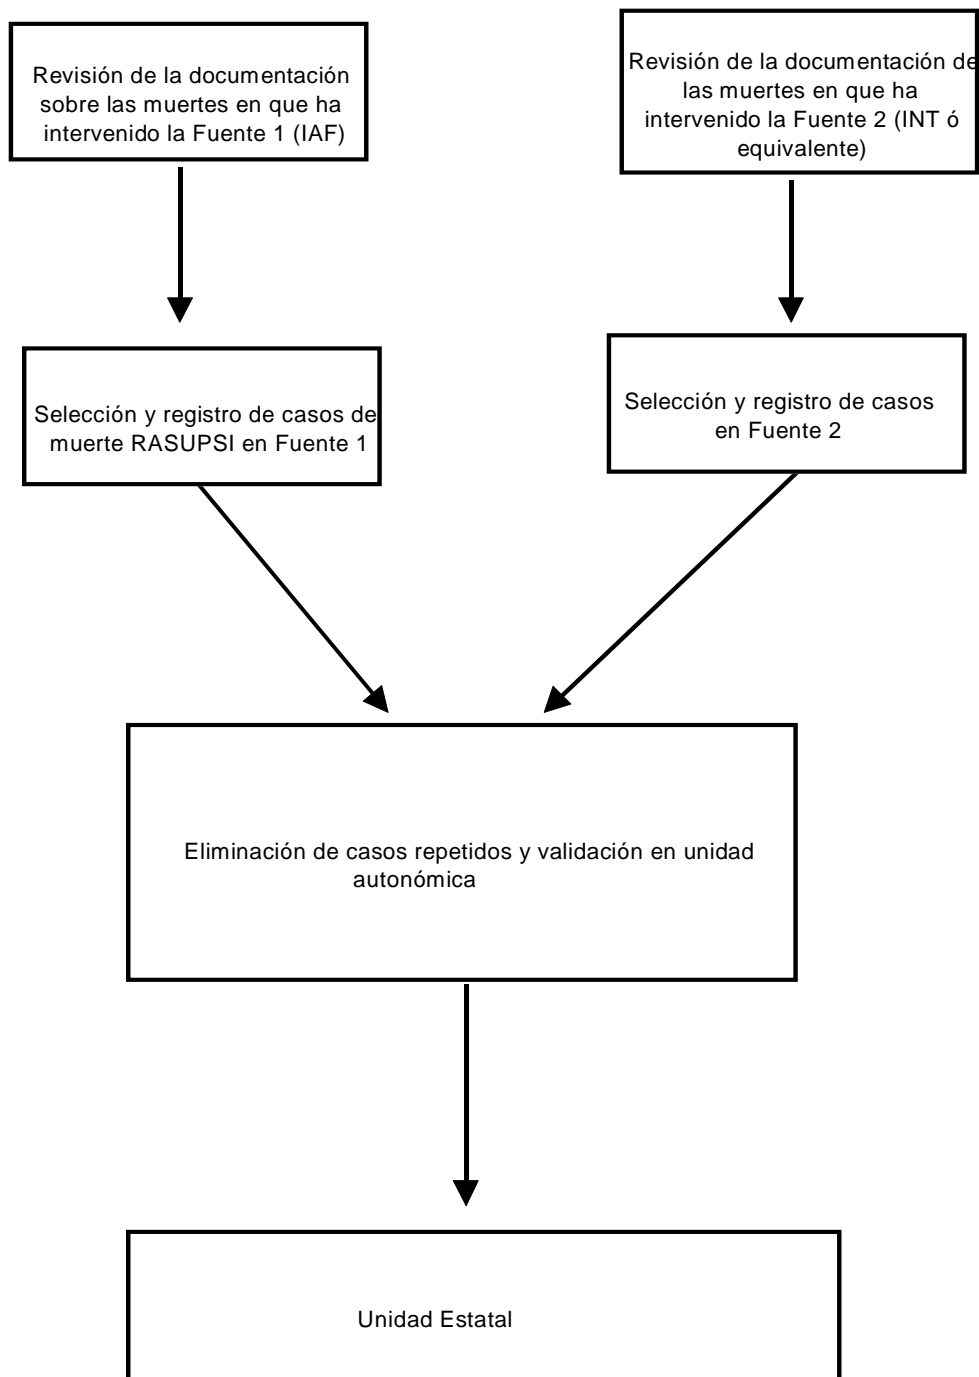 Revisión de la documentación
sobre las muertes en que ha
intervenido la Fuente 1 (IAF)
Revisión de la documentación de
las muertes en que ha
intervenido la Fuente 2 (INT ó
equivalente)
Selección y registro de casos de
muerte RASUPSI en Fuente 1
Selección y registro de casos
en Fuente 2
Eliminación de casos repetidos y validación en unidad
autonómica
Unidad Estatal